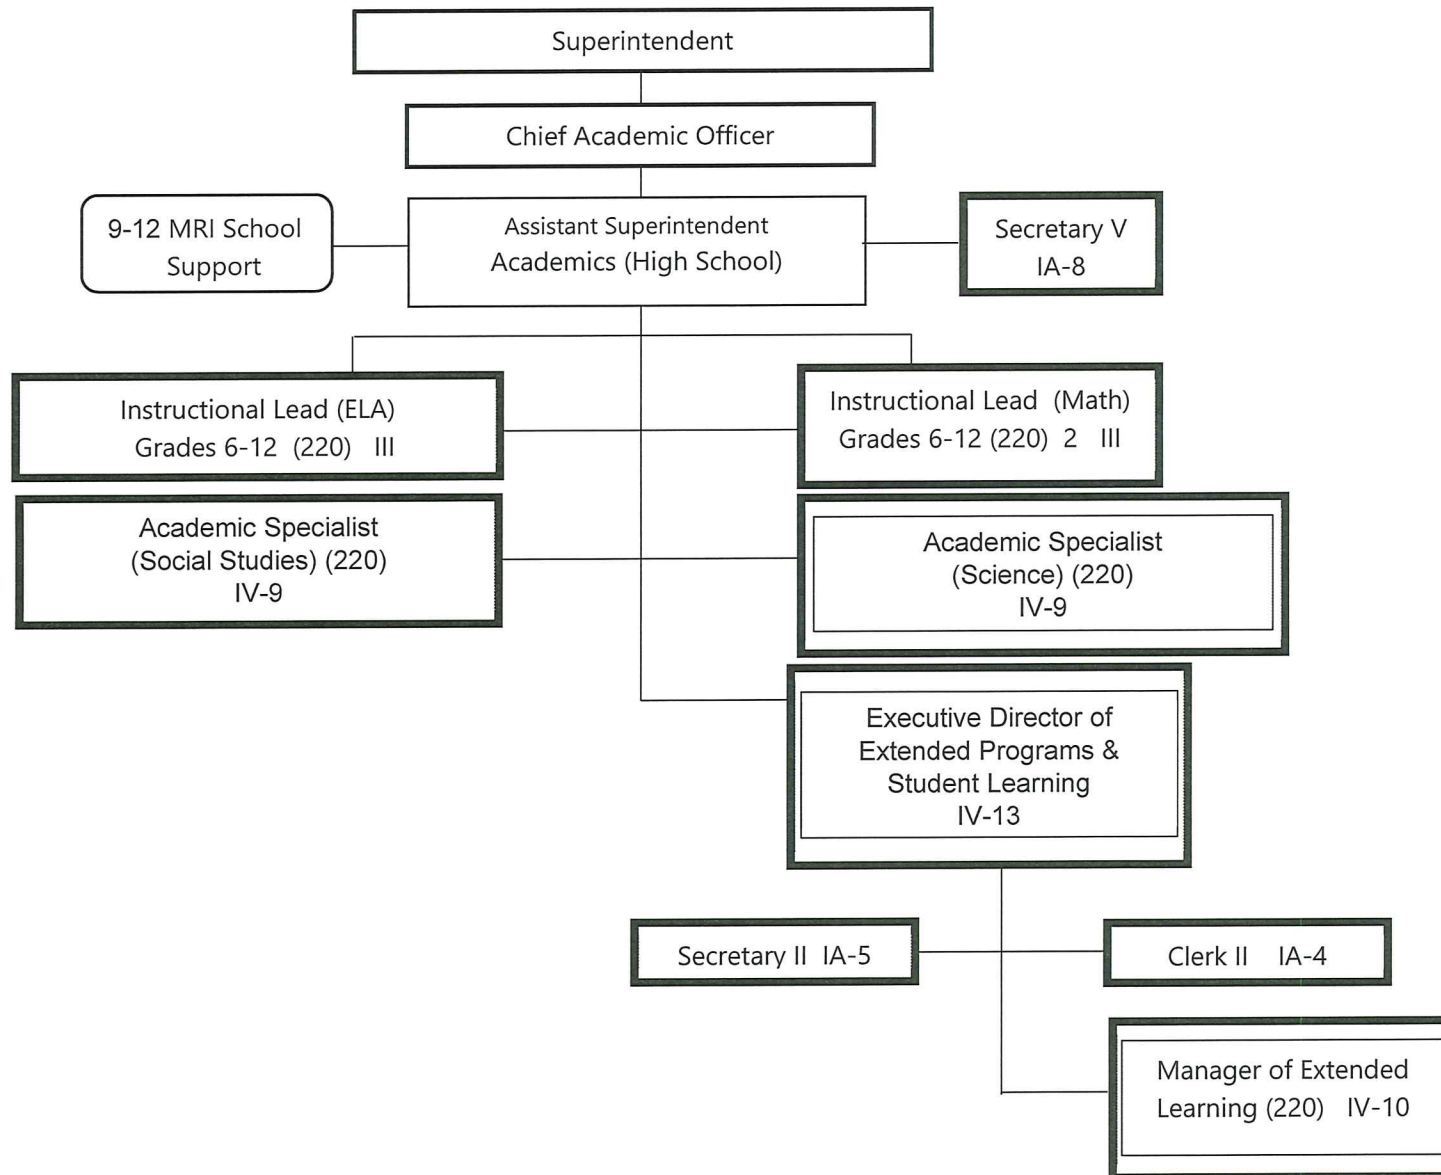 Superintendent
Chief Academic Officer
9-12 MRI School
Support
Assistant Superintendent
Academics (High School)
Secretary V
IA-8
Instructional Lead (ELA)
Grades 6-12 (220) III
Instructional Lead (Math)
Grades 6-12 (220) 2 III
Academic Specialist
(Social Studies) (220)
IV-9
Academic Specialist
(Science) (220)
IV-9
Executive Director of
Extended Programs &
Student Learning
IV-13
Secretary II IA-5
Clerk II IA-4
Manager of Extended
Learning (220) IV-10